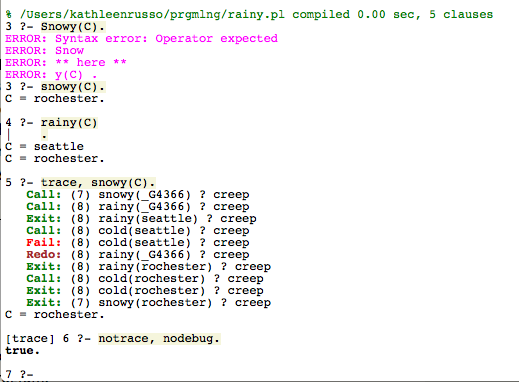 % /Users/kathleenrusso/prgmlng/rainy.pl compiled 0.00 sec, 5 clauses
3 ?- Snowy(C).
ERROR: Syntax error: Operator expected
ERROR: Snow
ERROR: ** here **
ERROR: y(C) .
3 ?- snowy(C).
C = rochester.
4 ?- rainy(C)
|    .
C = seattle
C = rochester.
5 ?- trace, snowy(C).
Call: (7) snowy(_G4366) ? creep
Call: (8) rainy(_G4366) ? creep
Exit: (8) rainy(seattle) ? creep
Call: (8) cold(seattle) ? creep
Fail: (8) cold(seattle) ? creep
Redo: (8) rainy(_G4366) ? creep
Exit: (8) rainy(rochester) ? creep
Call: (8) cold(rochester) ? creep
Exit: (8) cold(rochester) ? creep
Exit: (7) snowy(rochester) ? creep
C = rochester.
[trace] 6 ?- notrace, nodebug.
true.
7 ?-